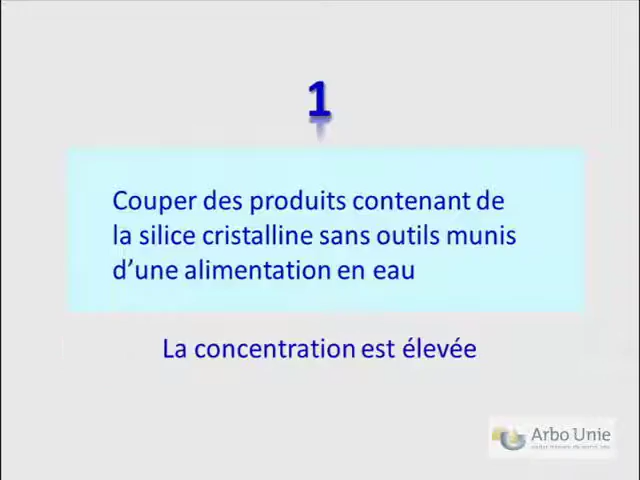 1
Couper des produits contenant de
la silice cristalline sans outils munis
d’une alimentation en eau
La concentration est élevée
Arbo Unie